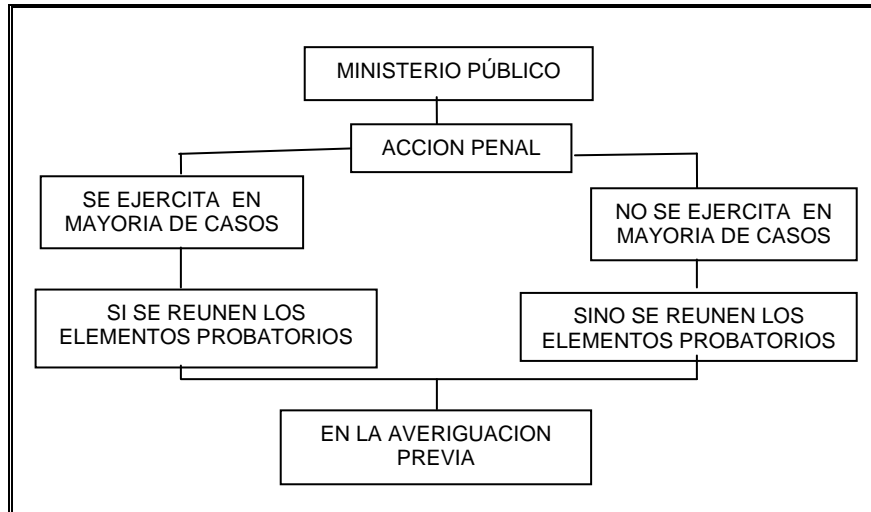 MINISTERIO PÚBLICO
ACCION PENAL
SE EJERCITA EN
MAYORIA DE CASOS
NO SE EJERCITA EN
MAYORIA DE CASOS
SI SE REUNEN LOS
ELEMENTOS PROBATORIOS
SINO SE REUNEN LOS
ELEMENTOS PROBATORIOS
EN LA AVERIGUACION
PREVIA